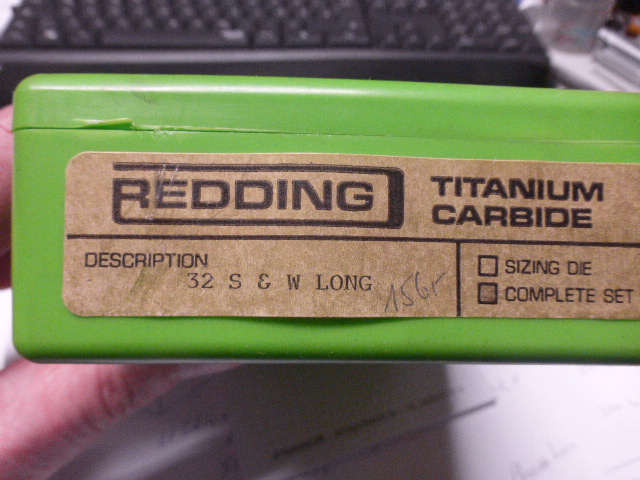 REDDING
TITANIUM
CARBIDE
DESCRIPTION
32 S & W LONG
SIZING DIE
COMPLETE SET